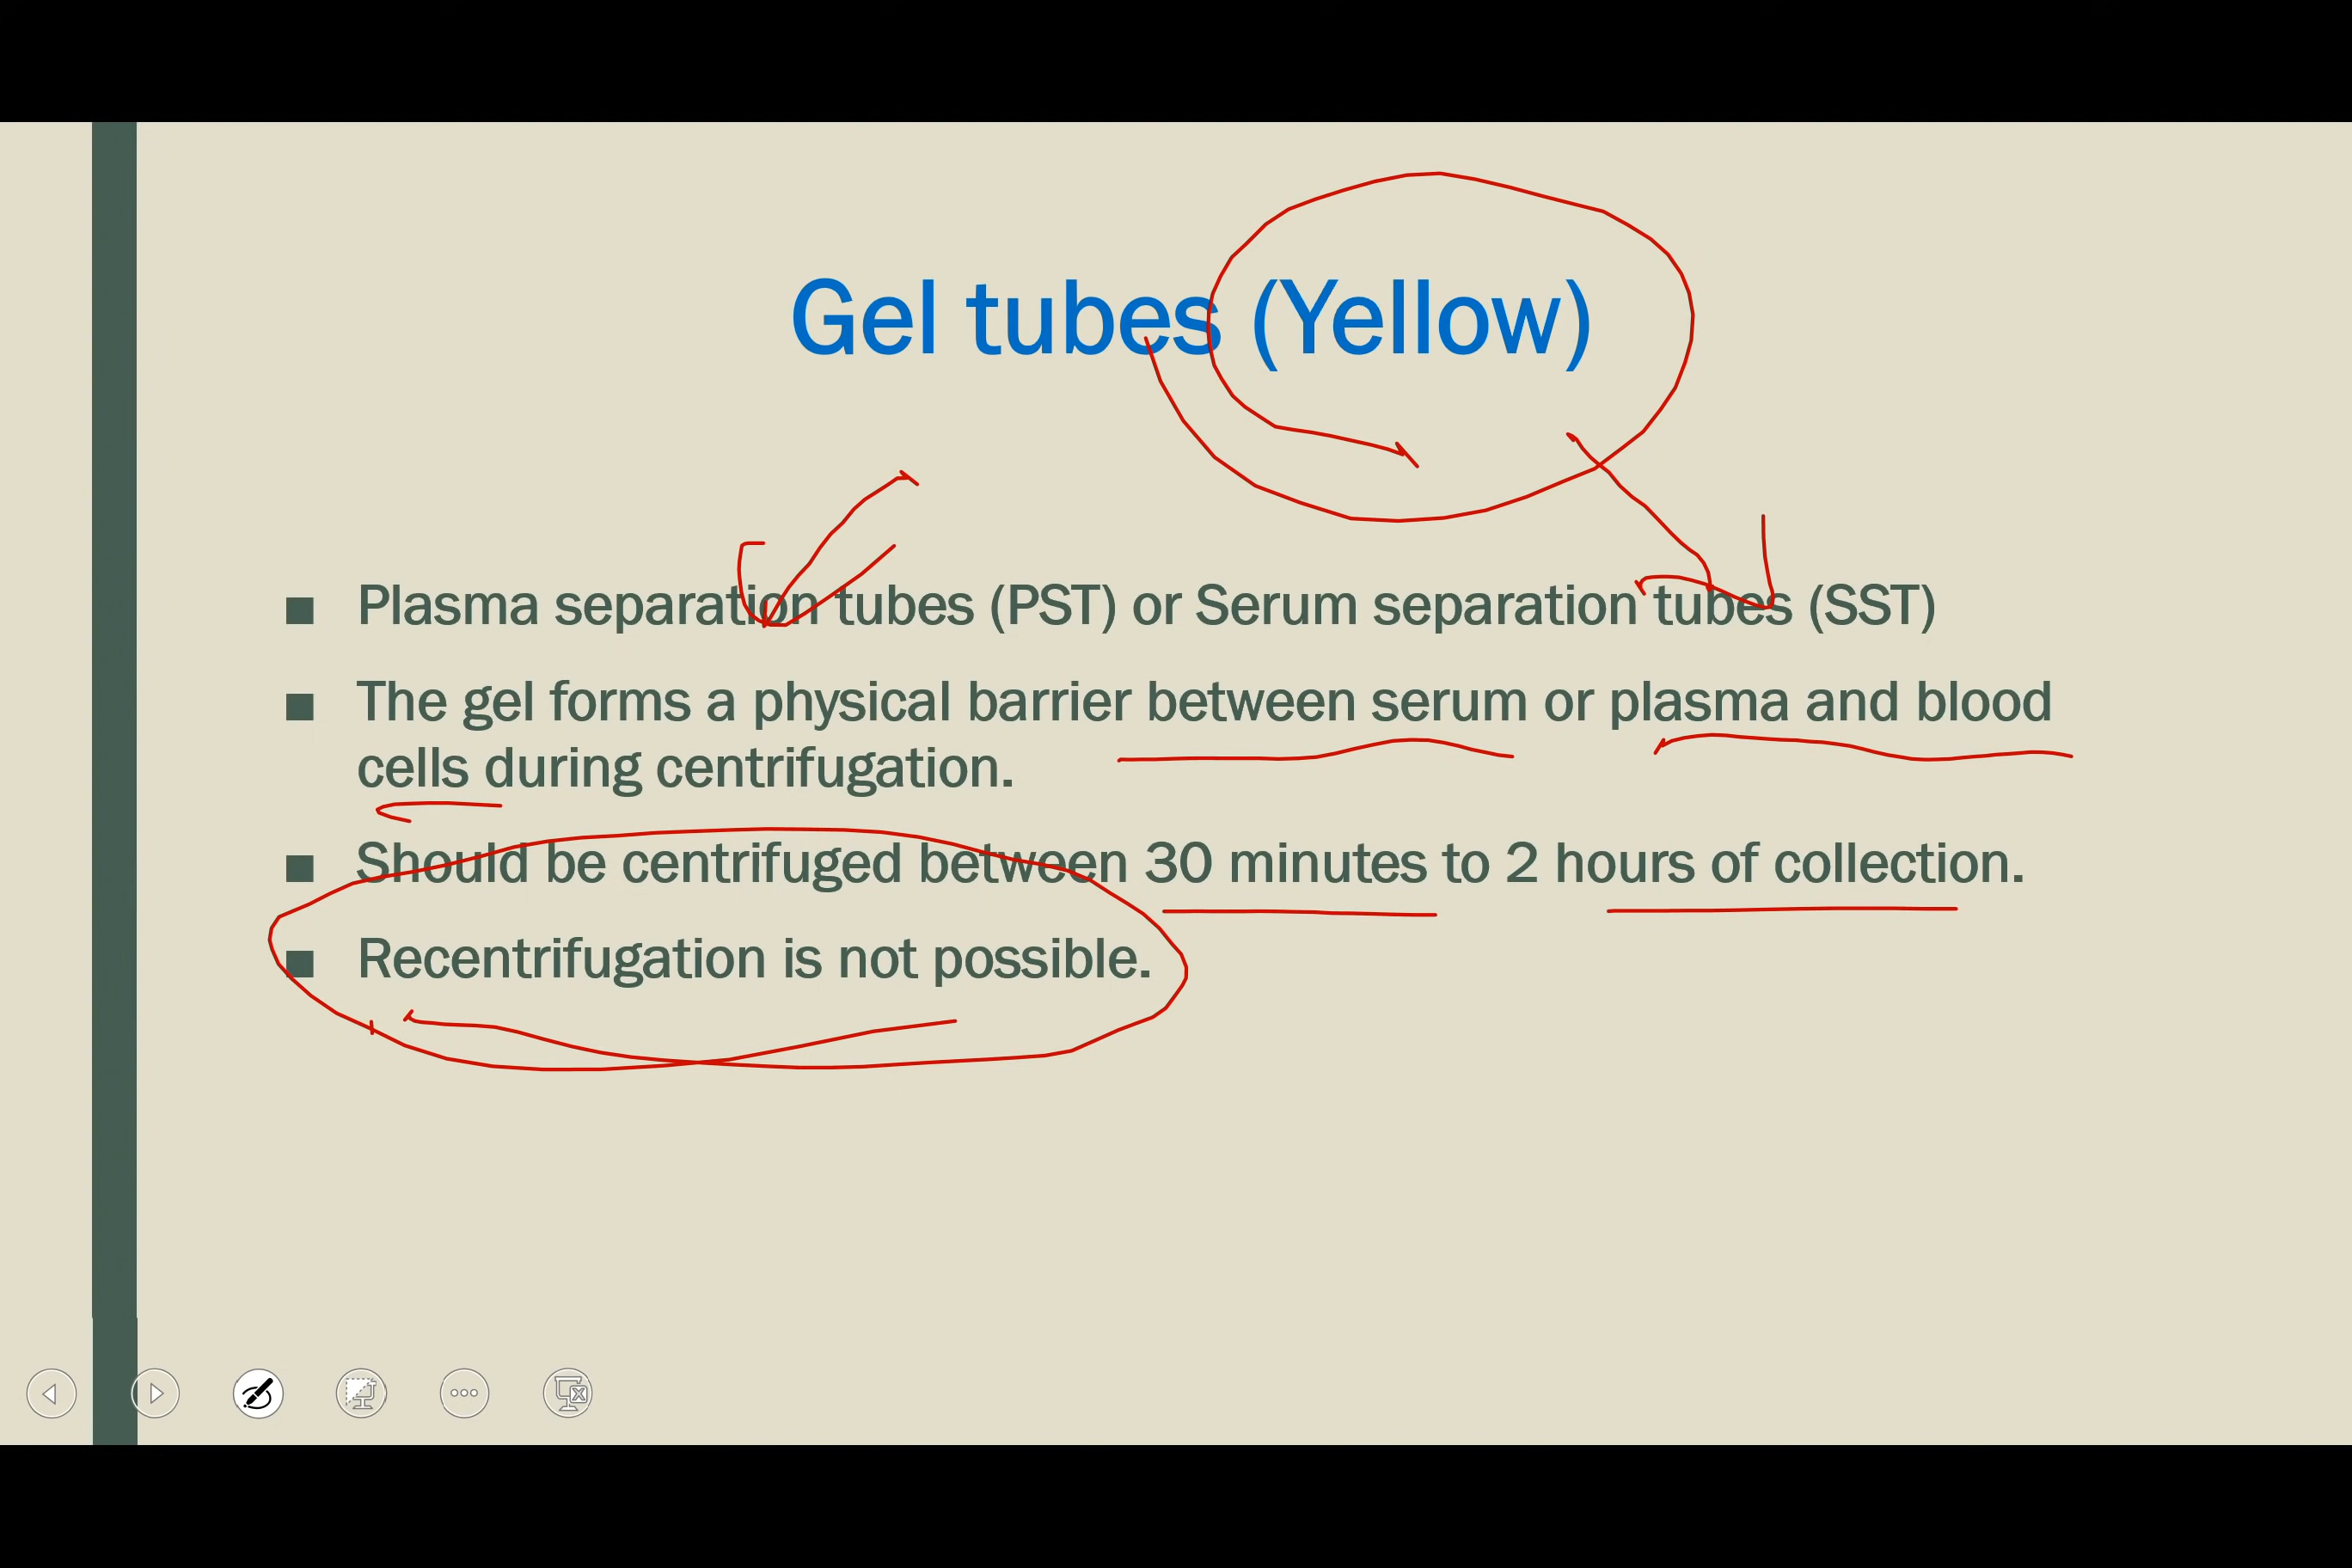 Gel tubes (Yellow)
■ Plasma separation tubes (PST) or Serum separation tubes (SST)
■ The gel forms a physical barrier between serum or plasma and blood
cells during centrifugation.
■ Should be centrifuged between 30 minutes to 2 hours of collection.
■ Recentrifugation is not possible.